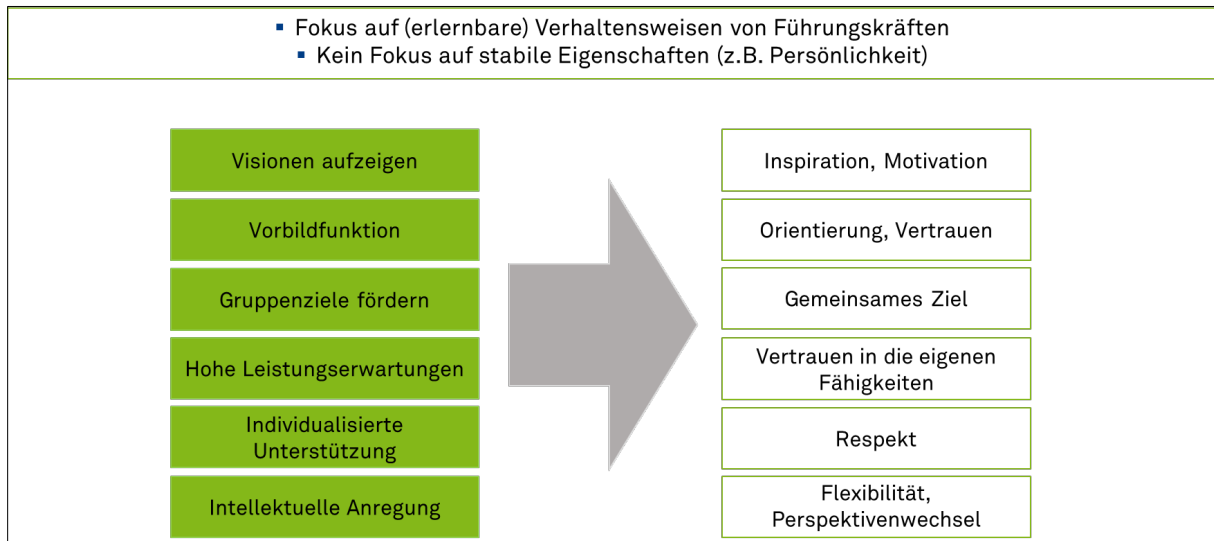 ▪ Fokus auf (erlernbare) Verhaltensweisen von Führungskräften
▪ Kein Fokus auf stabile Eigenschaften (z.B. Persönlichkeit)
Visionen aufzeigen
Inspiration, Motivation
Vorbildfunktion
Orientierung, Vertrauen
Gruppenziele fördern
Gemeinsames Ziel
Hohe Leistungserwartungen
Vertrauen in die eigenen
Fähigkeiten
Individualisierte
Unterstützung
Respekt
Intellektuelle Anregung
Flexibilität,
Perspektivenwechsel